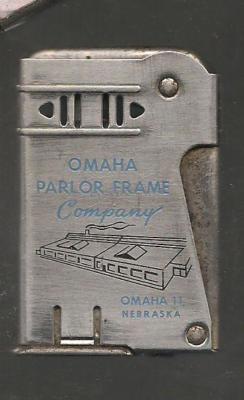 OMAHA
PARLOR FRAME
Company
OMAHA 11,
NEBRASKA